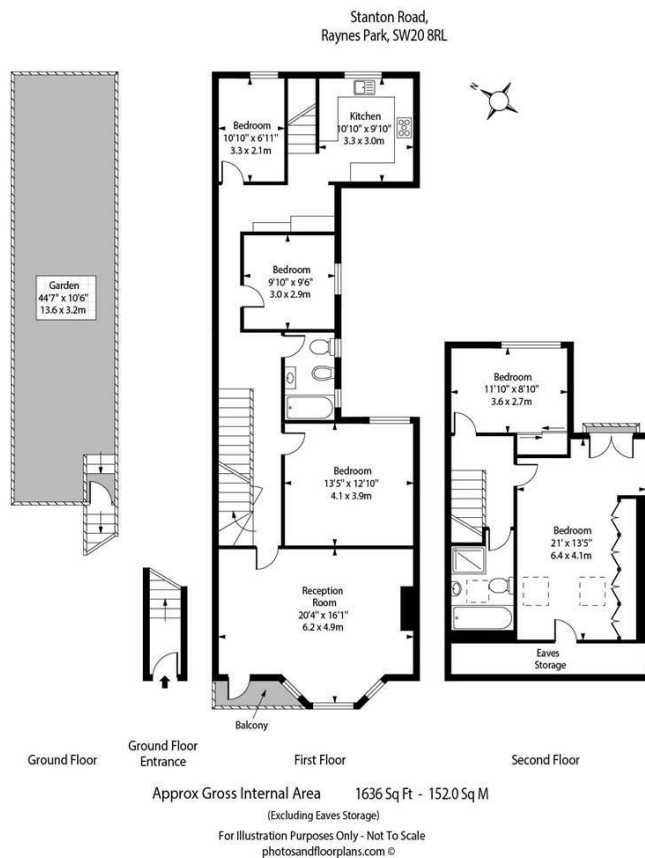 Stanton Road,
Raynes Park, SW20 8RL
N
Garden
44'7" x 10'6"
13.6 x 3.2m
Bedroom
10'10" x 6'11"
3.3 x 2.1m
Kitchen
10'10" x 9'10"
3.3 x 3.0m
Bedroom
9'10" x 9'6"
3.0 x 2.9m
Bedroom
13'5" x 12'10"
4.1 x 3.9m
Reception
Room
20'4" x 16'1"
6.2 x 4.9m
Balcony
Bedroom
11'10" x 8'10"
3.6 x 2.7m
Bedroom
21' x 13'5"
6.4 x 4.1m
Eaves
Storage
Ground Floor
Ground Floor
Entrance
First Floor
Second Floor
Approx Gross Internal Area 1636 Sq Ft - 152.0 Sq M
(Excluding Eaves Storage)
For Illustration Purposes Only - Not To Scale
photosandfloorplans.com ©